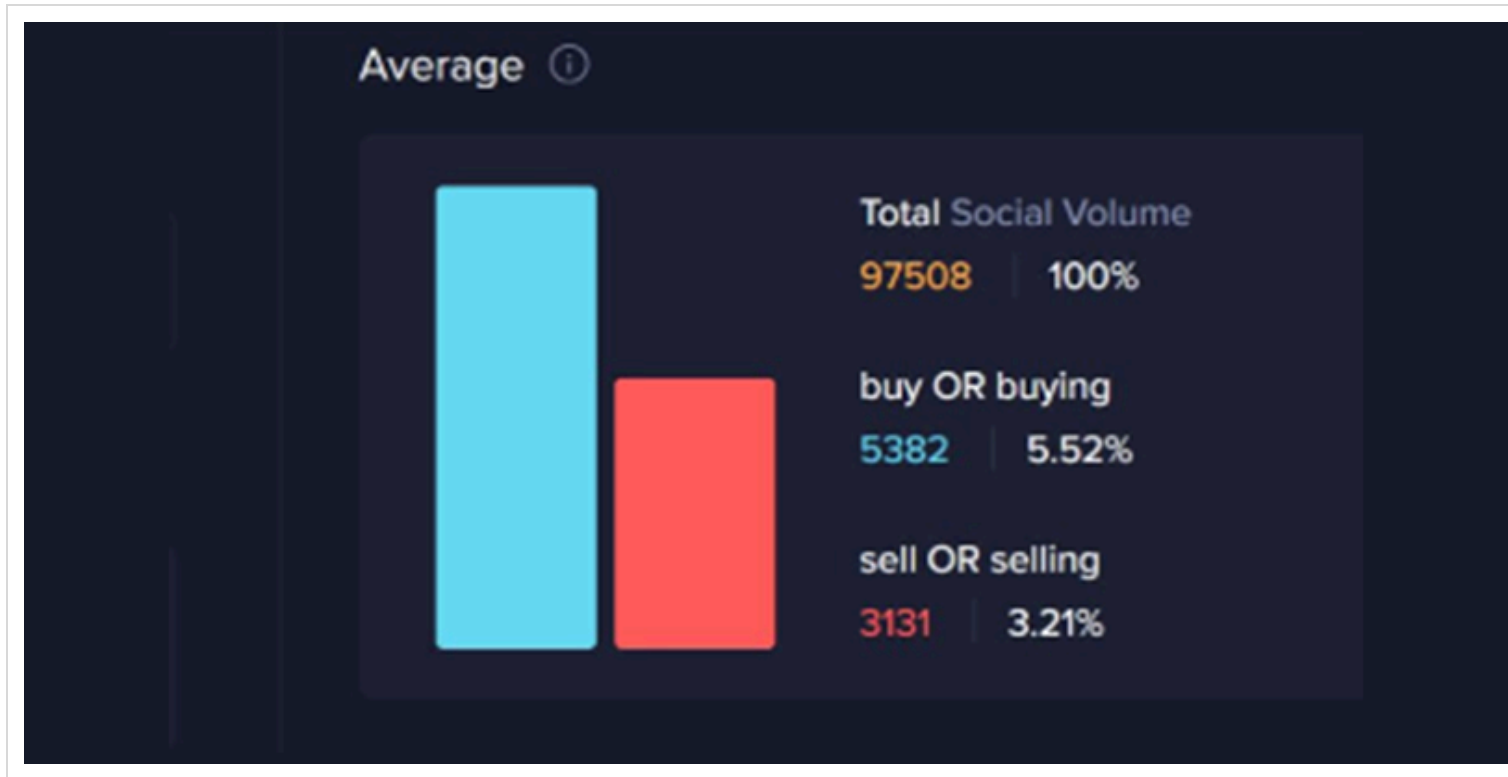 Average
Total Social Volume
97508 100%
buy OR buying
5382 5.52%
sell OR selling
3131 3.21%